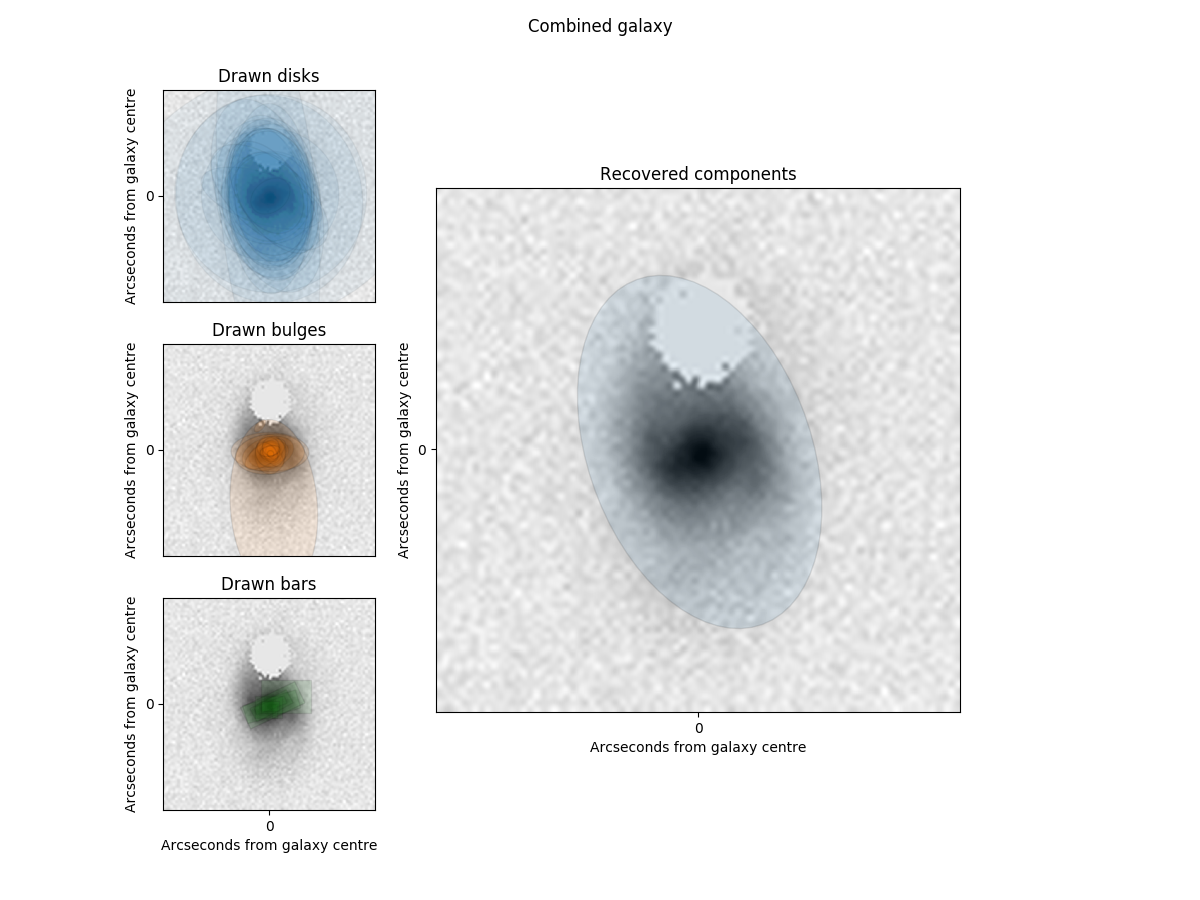 Combined galaxy
Drawn disks
Arcseconds from galaxy centre
0
Drawn bulges
Arcseconds from galaxy centre
0
Drawn bars
Arcseconds from galaxy centre
0
0
Arcseconds from galaxy centre
Recovered components
Arcseconds from galaxy centre
0
0
Arcseconds from galaxy centre